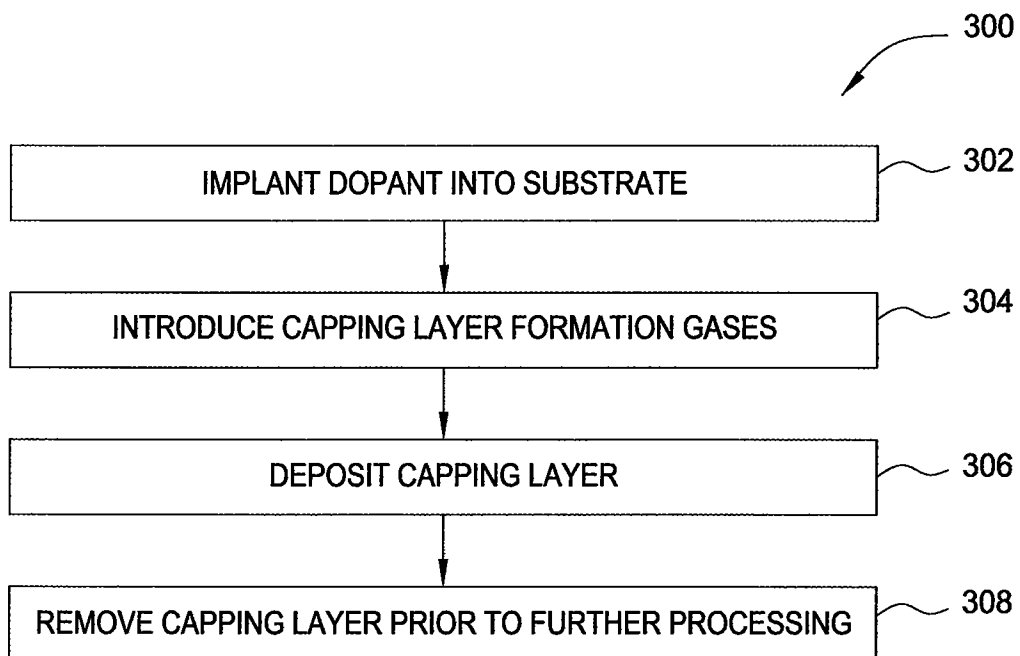 300
IMPLANT DOPANT INTO SUBSTRATE
302
INTRODUCE CAPPING LAYER FORMATION GASES
304
DEPOSIT CAPPING LAYER
306
REMOVE CAPPING LAYER PRIOR TO FURTHER PROCESSING
308